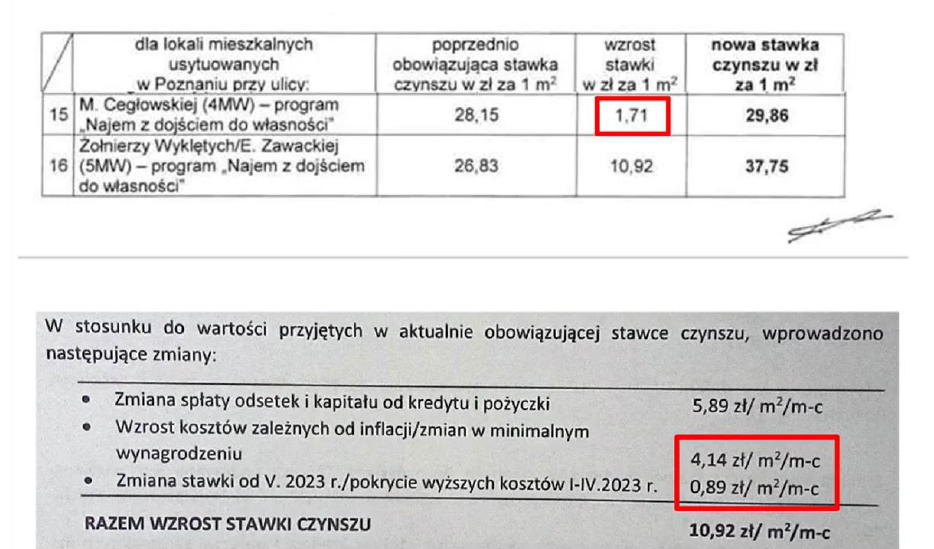 dla lokali mieszkalnych
usytuowanych
w Poznaniu przy ulicy:
poprzednio
obowiązująca stawka
czynszu w zł za 1 m²
wzrost
stawki
w zł za 1 m²
nowa stawka
czynszu w zł
za 1 m²
15
M. Cegłowskiej (4MW) – program
„Najem z dojściem do własności"
28,15
1,71
29,86
16
Żołnierzy Wyklętych/E. Zawackiej
(5MW) – program „Najem z dojściem
do własności"
26,83
10,92
37,75
W stosunku do wartości przyjętych w aktualnie obowiązującej stawce czynszu, wprowadzono
następujące zmiany:
• Zmiana spłaty odsetek i kapitału od kredytu i pożyczki 5,89 zł/ m²/m-c
• Wzrost kosztów zależnych od inflacji/zmian w minimalnym
wynagrodzeniu 4,14 zł/ m²/m-c
• Zmiana stawki od V. 2023 r./pokrycie wyższych kosztów I-IV.2023 r. 0,89 zł/ m²/m-c
RAZEM WZROST STAWKI CZYNSZU 10,92 zł/ m²/m-c